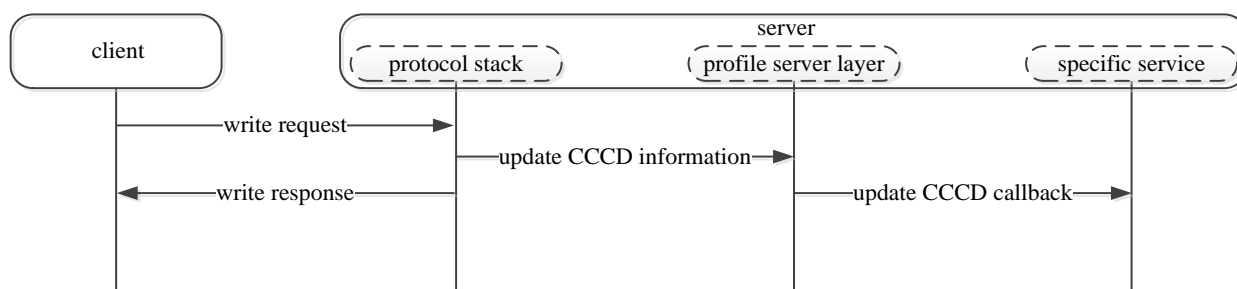 server
client
protocol stack
profile server layer
specific service
write request
update CCCD information
write response
update CCCD callback